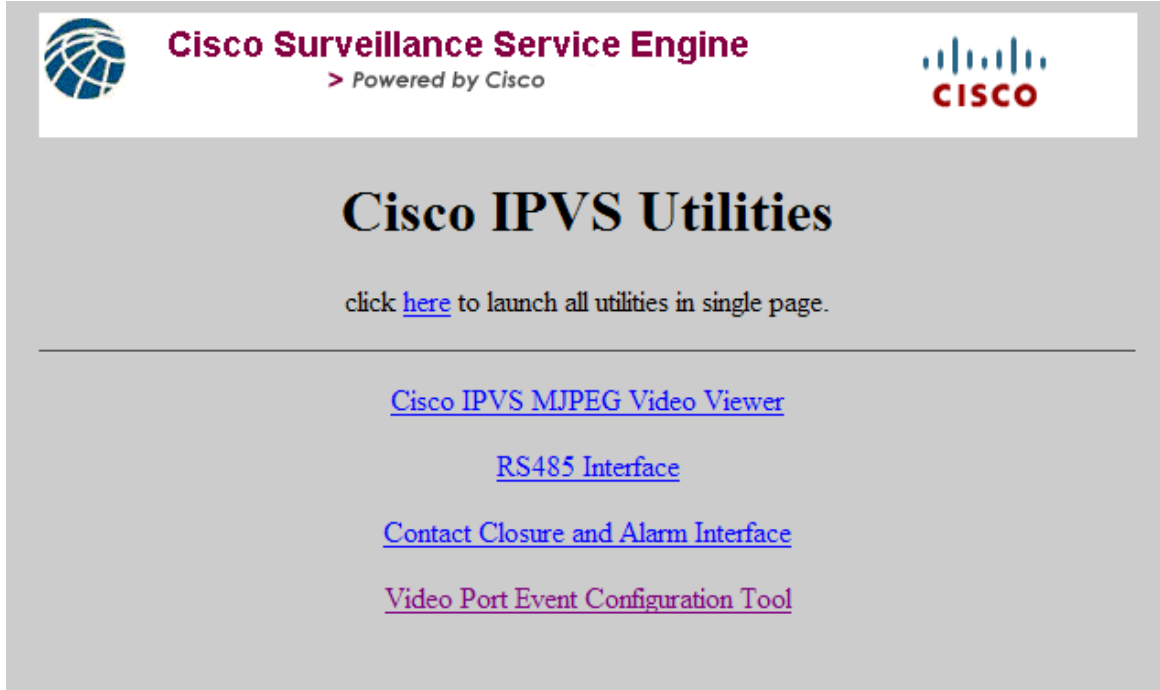 Cisco Surveillance Service Engine
> Powered by Cisco
CISCO
Cisco IPVS Utilities
click here to launch all utilities in single page.
Cisco IPVS MJPEG Video Viewer
RS485 Interface
Contact Closure and Alarm Interface
Video Port Event Configuration Tool